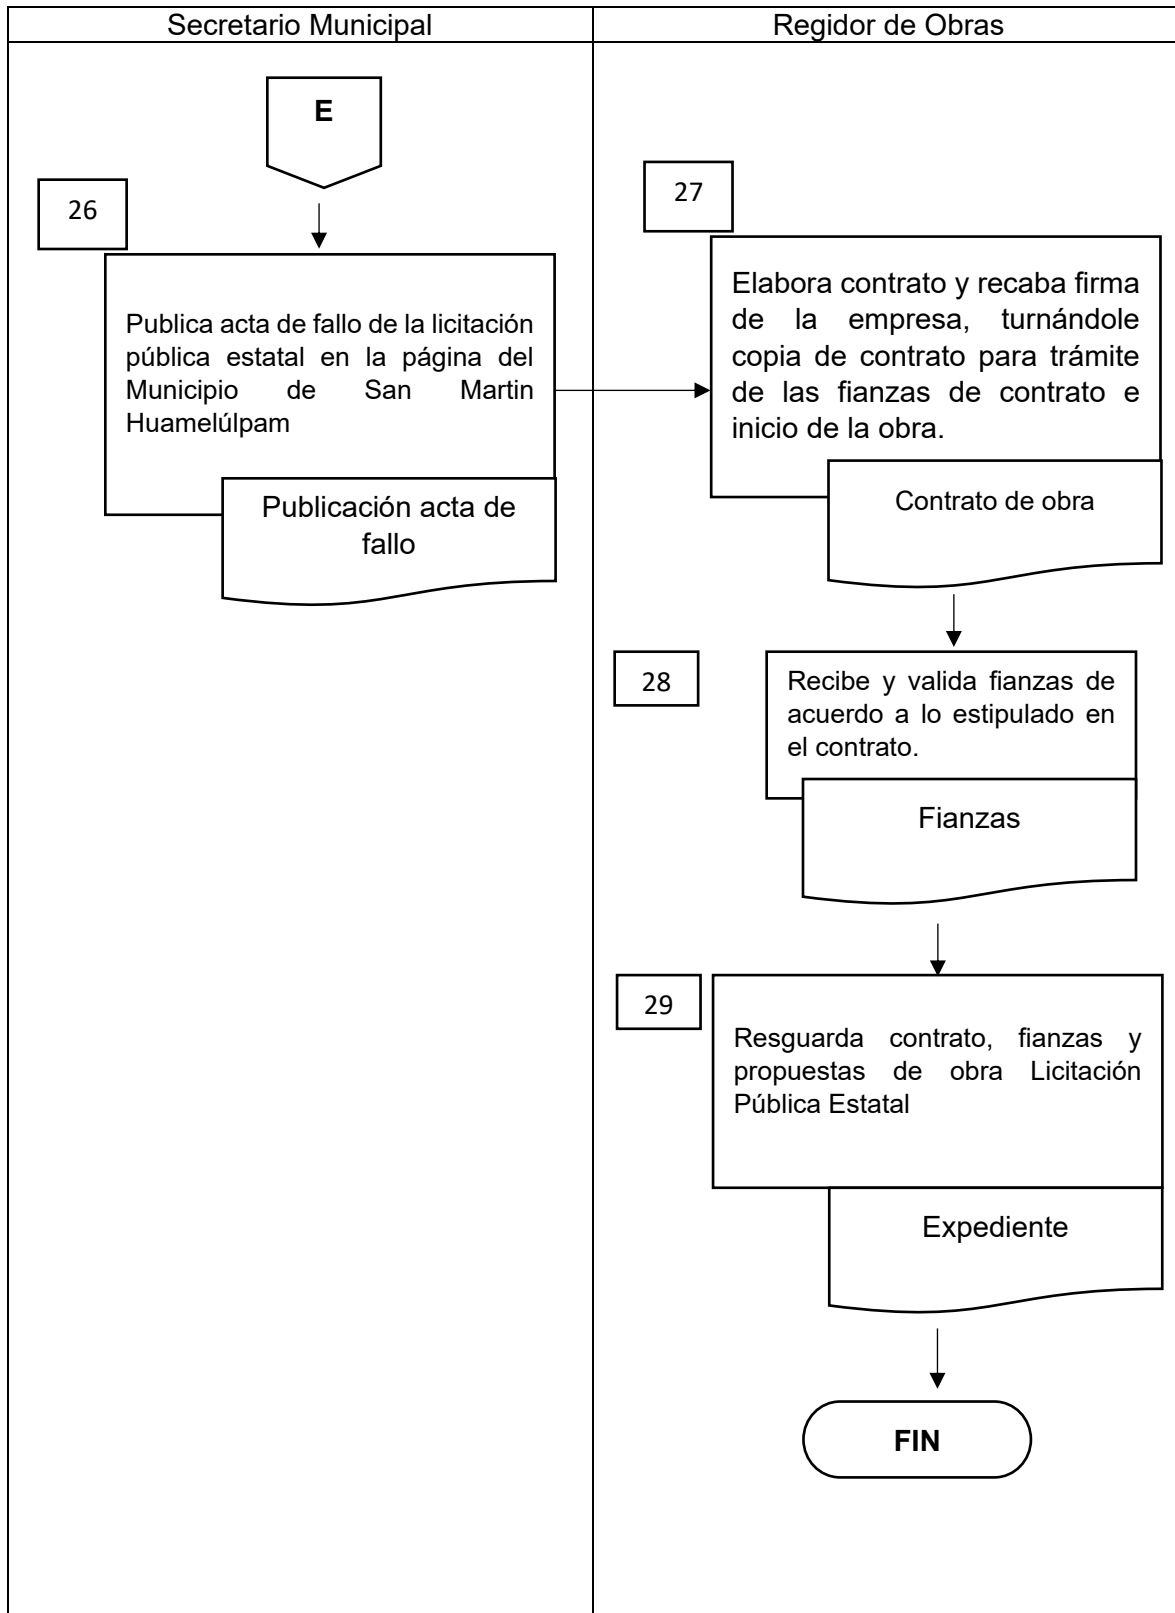 Secretario Municipal
Regidor de Obras
E
26
Publica acta de fallo de la licitación
pública estatal en la página del
Municipio de San Martin
Huamelúlpam
Publicación acta de
fallo
27
Elabora contrato y recaba firma
de la empresa, turnándole
copia de contrato para trámite
de las fianzas de contrato e
inicio de la obra.
Contrato de obra
28
Recibe y valida fianzas de
acuerdo a lo estipulado en
el contrato.
Fianzas
29
Resguarda contrato, fianzas y
propuestas de obra Licitación
Pública Estatal
Expediente
FIN